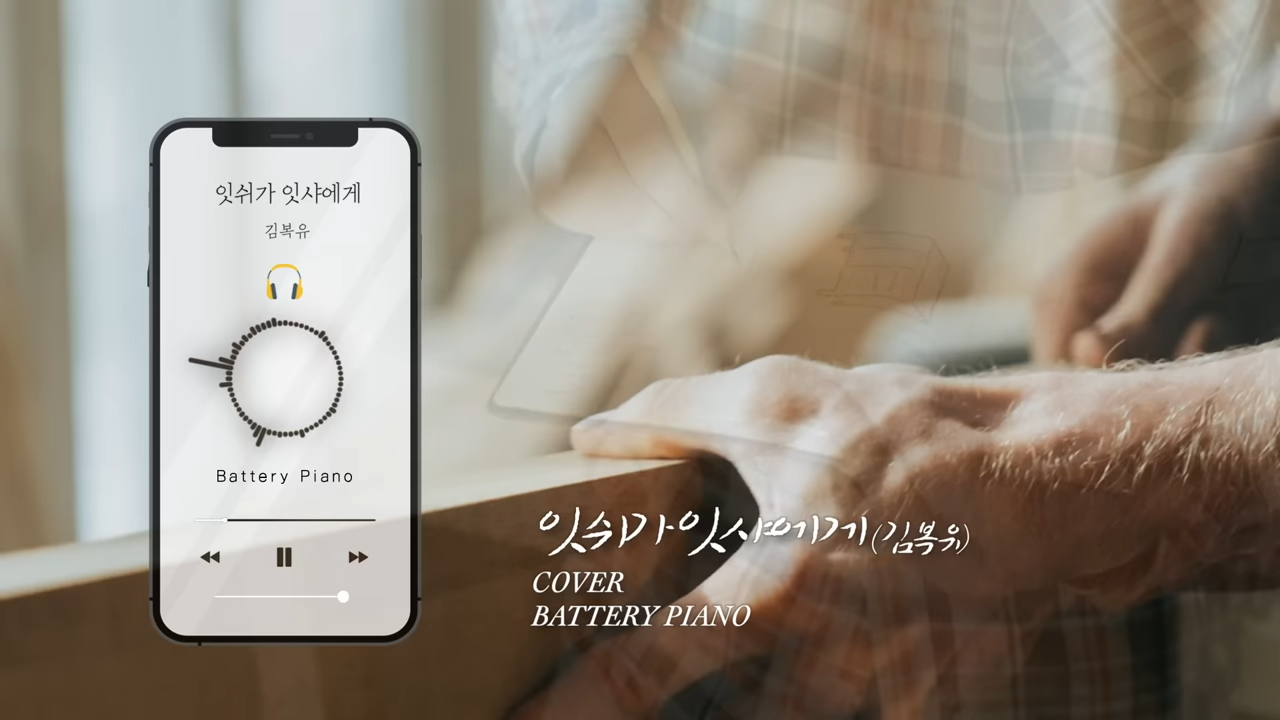 잇쉬가 잇샤에게
김복유
Battery Piano
잇쉬가 잇샤에게(김복유)
COVER
BATTERY PIANO